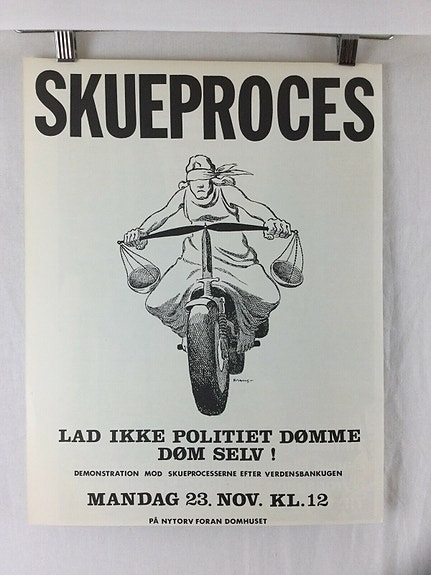 SKUEPROCES
LAD IKKE POLITIET DØMME
DØM SELV !
DEMONSTRATION MOD SKUEPROCESSERNE EFTER VERDENSBANKUGEN
MANDAG 23. NOV. KL.12
PÅ NYTORV FORAN DOMHUSET